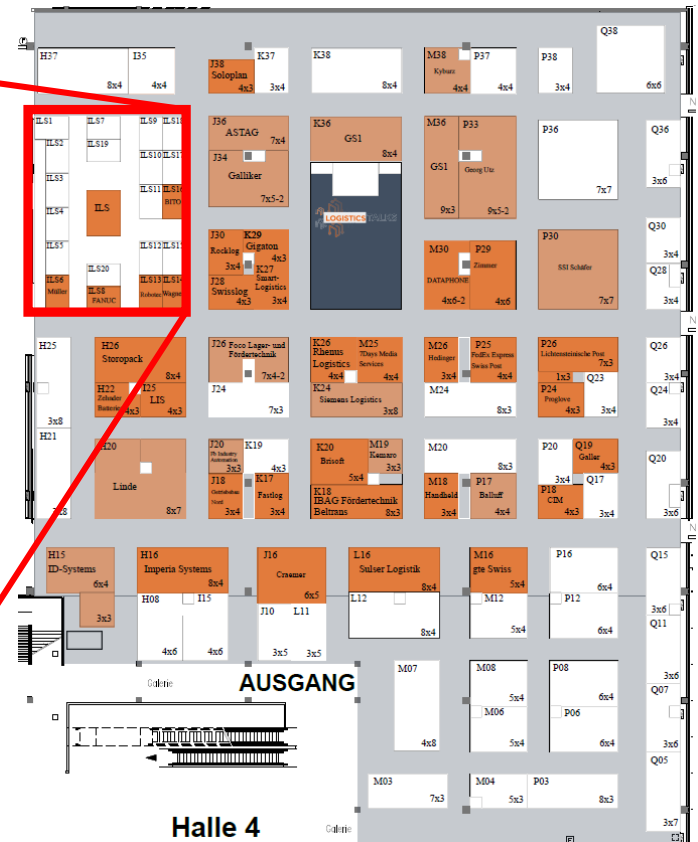 Q38
H37
I35
J38
Soloplan
K37
K38
M38
Kyburz
P37
P38
8x4
4x4
4x3
3x4
8x4
4x4
4x4
3x4
6x6
ILS1
ILS7
ILS9
J36
ASTAG
7x4
K36
GS1
8x4
M36
P33
P36
Q36
ILS2
ILS19
ILS3
ILS10
J34
Galliker
7x5-2
GS1
Georg Utz
9x3
9x5-2
7x7
3x6
ILS4
ILS
ILS11
ILS16
BITO
LOGISTICS
ILS5
ILS12
ILS20
ILS6
Müller
ILS8
FANUC
ILS13
ILS14
J30
Rocklog
3x4
K29
Gigaton
4x3
J28
Swisslog
4x3
K27
Smart-
Logistics
3x4
M30
DATAPHONE
4x6-2
P29
Zimmer
4x6
P30
SSI Schäfer
7x7
Q30
3x4
Q28
3x4
H25
H26
Storopack
8x4
J26 Foco Lager- und
Fördertechnik
7x4-2
K26
Rhenus
Logistics
4x4
M25
7Days Media
Services
4x4
M26
3x4
P25
FedEx Express
Swiss Post
4x4
P26
Lichtensteinische Post
7x3
Q26
3x4
H22
Zehnder
4x3
I25
LIS
4x3
J24
7x3
K24
Siemens Logistics
3x8
M24
8x3
1x3
Q23
P24
Proglove
4x3
3x4
Q24
3x4
3x8
H21
H20
Linde
8x7
J20
Automation
3x3
K19
4x3
K20
Brisoft
5x4
M19
Kemaro
3x3
M20
8x3
P20
3x4
Q19
Galler
4x3
Q20
J18
Nord
3x4
K17
Fastlog
3x4
K18
IBAG Fördertechnik
Beltrans
8x3
M18
Handheld
3x4
P17
Balluff
4x4
P18
CIM
4x3
Q17
3x4
3x6
H15
ID-Systems
6x4
3x3
H16
Imperia Systems
8x4
J16
Craemer
6x5
L16
Sulser Logistik
8x4
M16
gte Swiss
5x4
P16
6x4
Q15
3x6
H08
I15
4x6
4x6
J10
L11
3x5
3x5
L12
8x4
M12
5x4
P12
6x4
Q11
3x6
Galerie
AUSGANG
M07
4x8
M08
5x4
P08
6x4
Q07
M06
5x4
P06
6x4
3x6
Q05
M03
7x3
M04
5x3
P03
8x3
3x7
Halle 4
Galerie